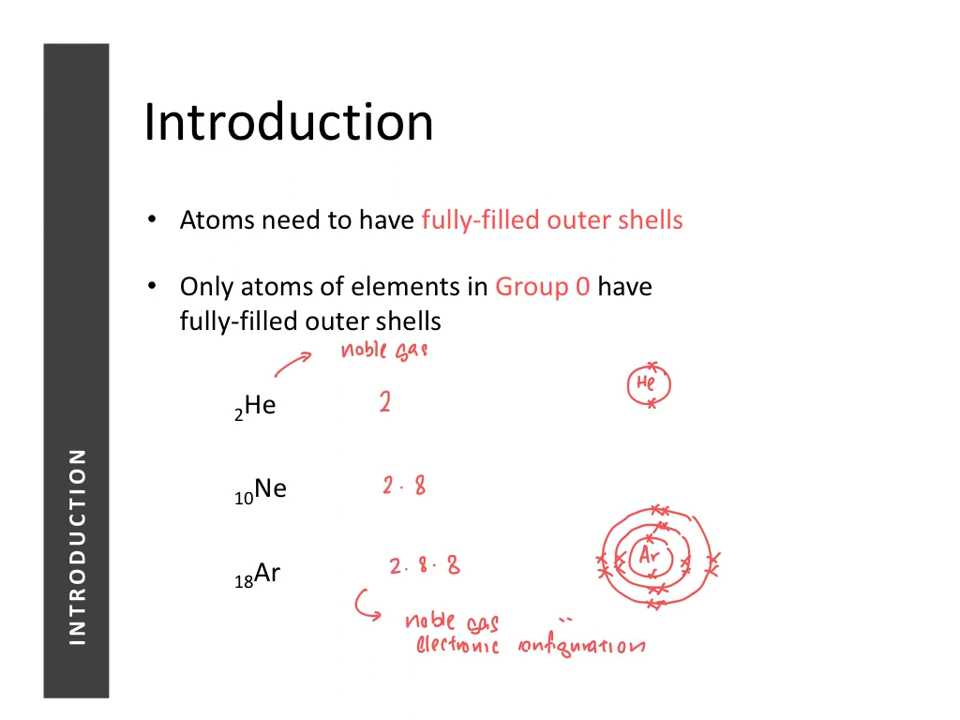 Introduction
• Atoms need to have fully-filled outer shells
• Only atoms of elements in Group 0 have
fully-filled outer shells
noble gas
₂He 2 He
₁₀Ne 2.8
₁₈Ar 2.8.8 Ar
noble gas
electronic configuration
INTRODUCTION